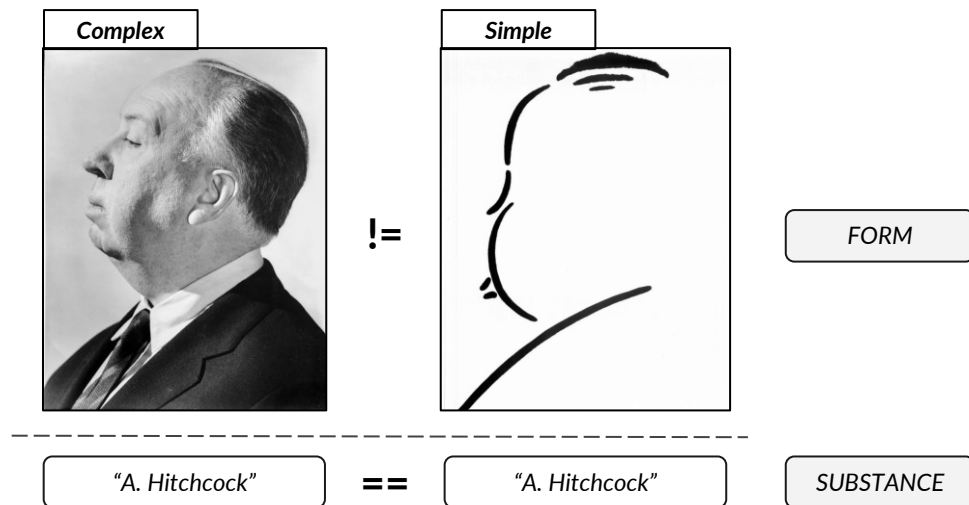 Complex
Simple
!=
FORM
“A. Hitchcock”
==
“A. Hitchcock”
SUBSTANCE